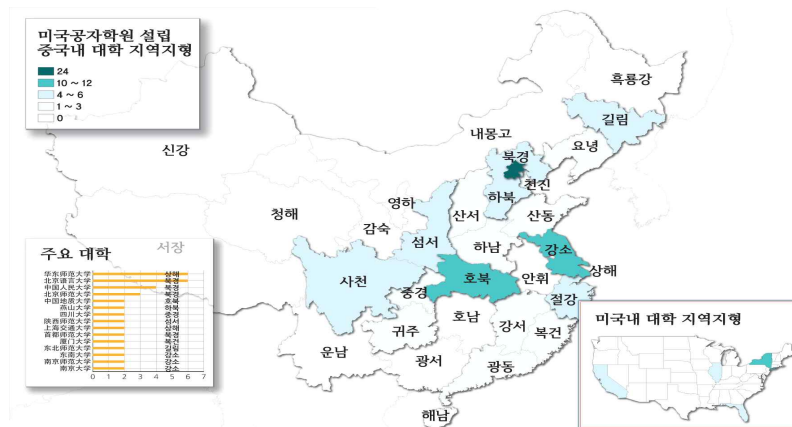 미국공자학원 설립
중국내 대학 지역지형
24
10 ~ 12
4 ~ 6
1 ~ 3
0
흑룡강
길림
내몽고
요녕
신강
북경
천진
하북
영하
산서
산동
청해
감숙
섬서
하남
강소
서장
사천
호북
안휘
상해
중경
절강
호남
강서
귀주
복건
운남
광서
광동
해남
주요 대학
华东师范大学 상해
北京语言大学 북경
中国人民大学 북경
北京师范大学 북경
中国地质大学 호북
燕山大学 하북
四川大学 중경
陕西师范大学 섬서
上海交通大学 상해
首都师范大学 북경
厦门大学 복건
东北师范大学 길림
东南大学 강소
南京师范大学 강소
南京大学 강소
0 1 2 3 4 5 6 7
미국내 대학 지역지형